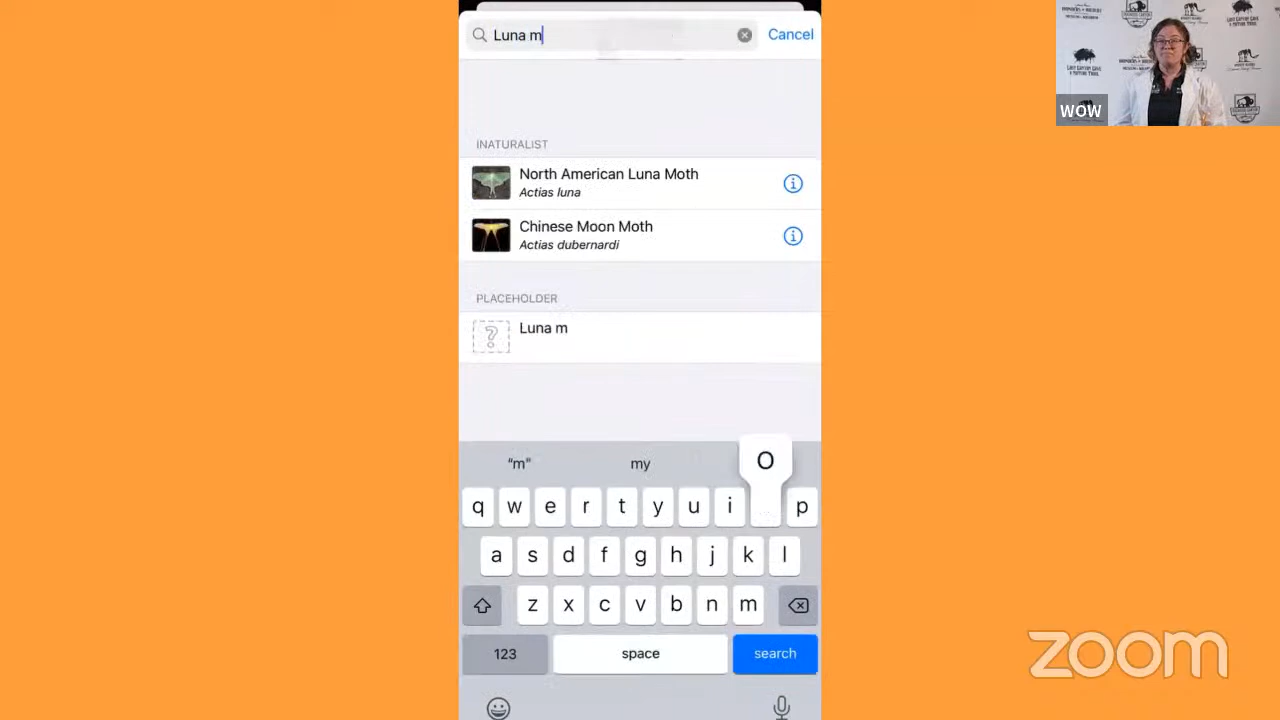 Luna m
Cancel
INATURALIST
North American Luna Moth
Actias luna
Chinese Moon Moth
Actias dubernardi
PLACEHOLDER
?
Luna m
“m”
my
O
q w e r t y u i p
a s d f g h j k l
z x c v b n m
123
space
search
WOW
zoom